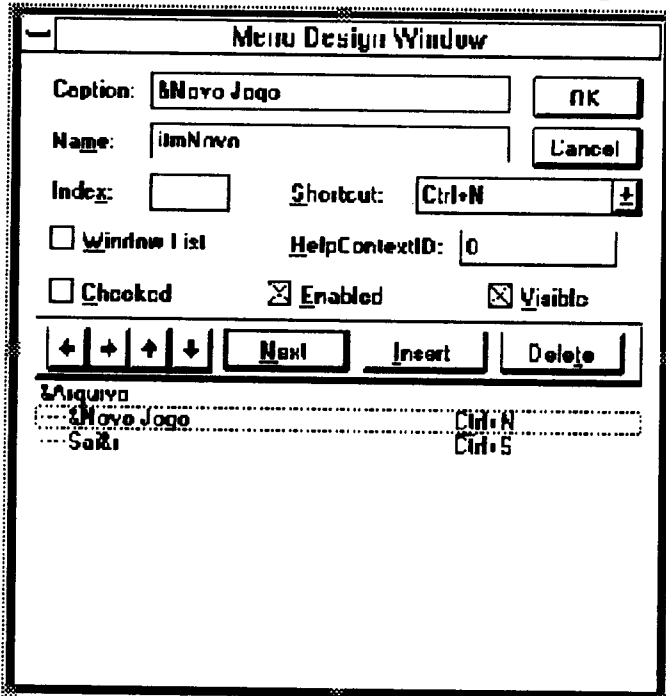 Menu Design Window
Caption: &Novo Jogo OK
Name: itmNovo Cancel
Index: Shortcut: Ctrl+N
Window List HelpContextID: 0
Checked Enabled Visible
Next Insert Delete
&Arquivo
&Novo Jogo Ctrl+N
Sai&r Ctrl+S